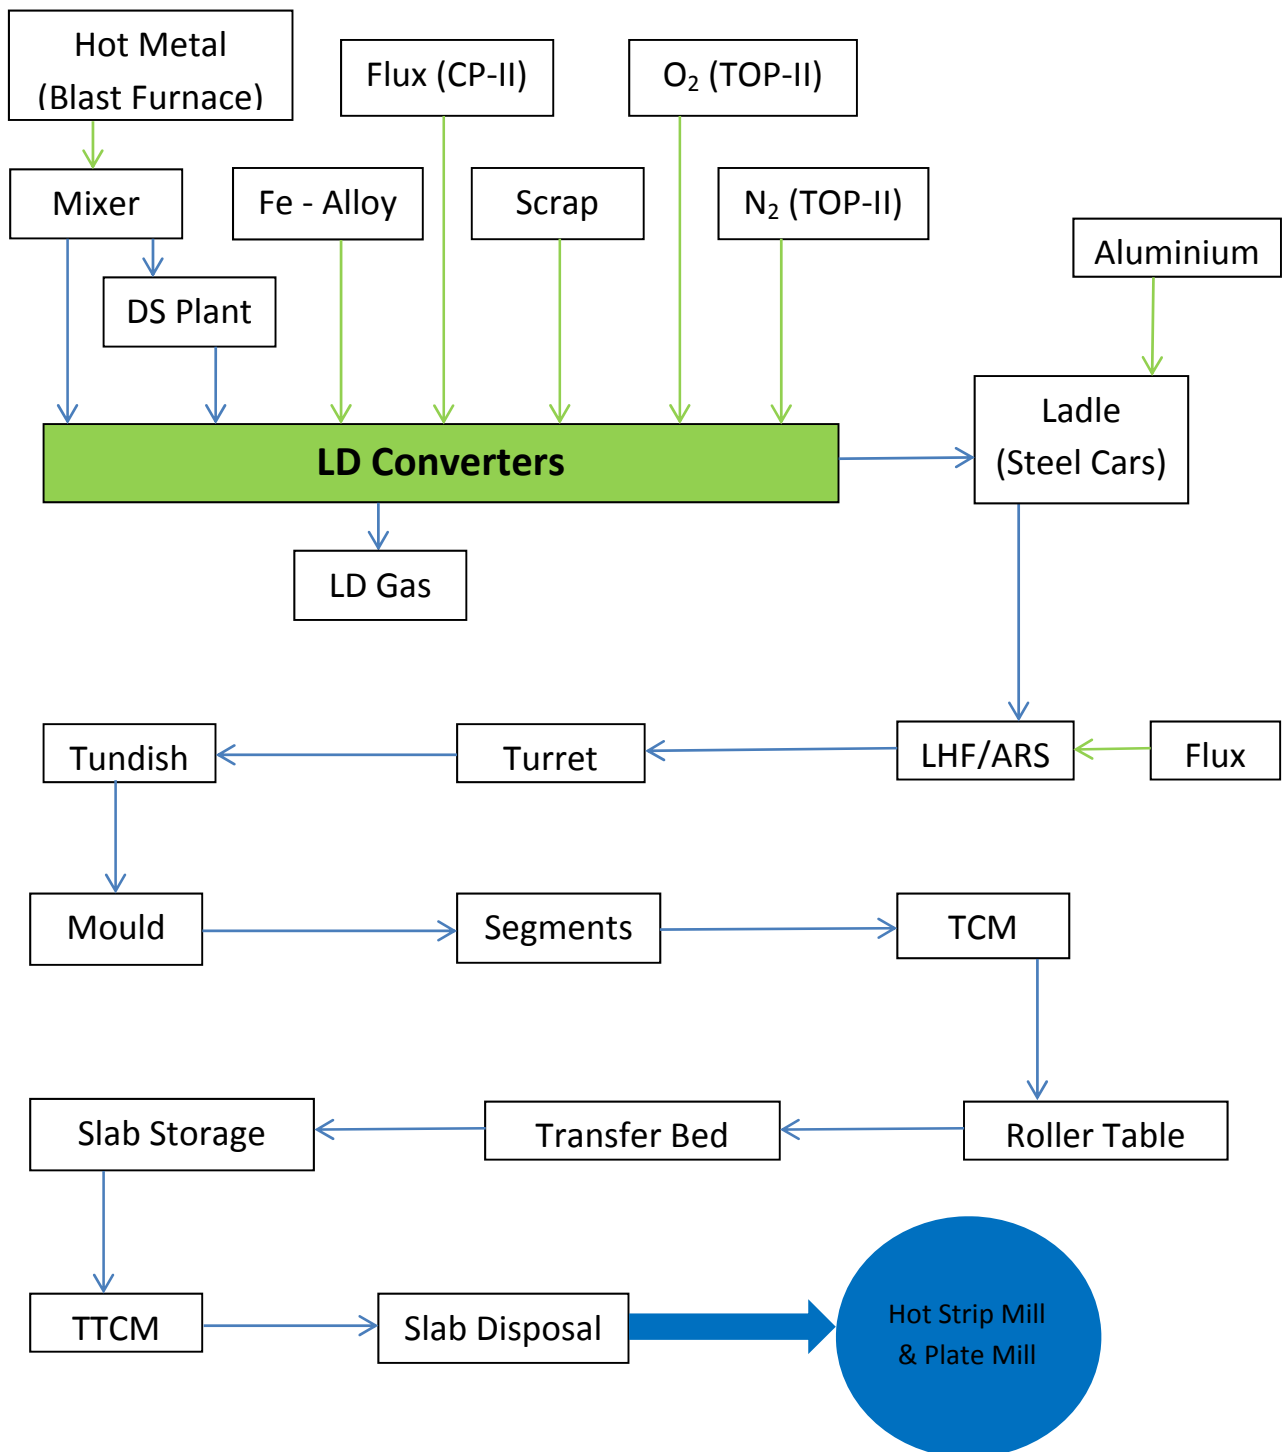 Hot Metal
(Blast Furnace)
Flux (CP-II)
O₂ (TOP-II)
Mixer
Fe - Alloy
Scrap
N₂ (TOP-II)
Aluminium
DS Plant
LD Converters
Ladle
(Steel Cars)
LD Gas
Tundish
Turret
LHF/ARS
Flux
Mould
Segments
TCM
Slab Storage
Transfer Bed
Roller Table
TTCM
Slab Disposal
Hot Strip Mill
& Plate Mill